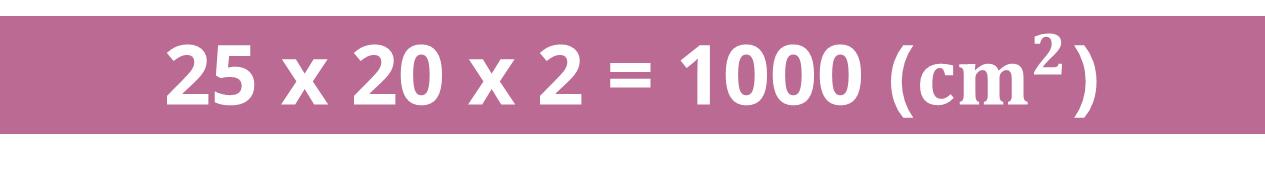 25 x 20 x 2 = 1000 (cm²)